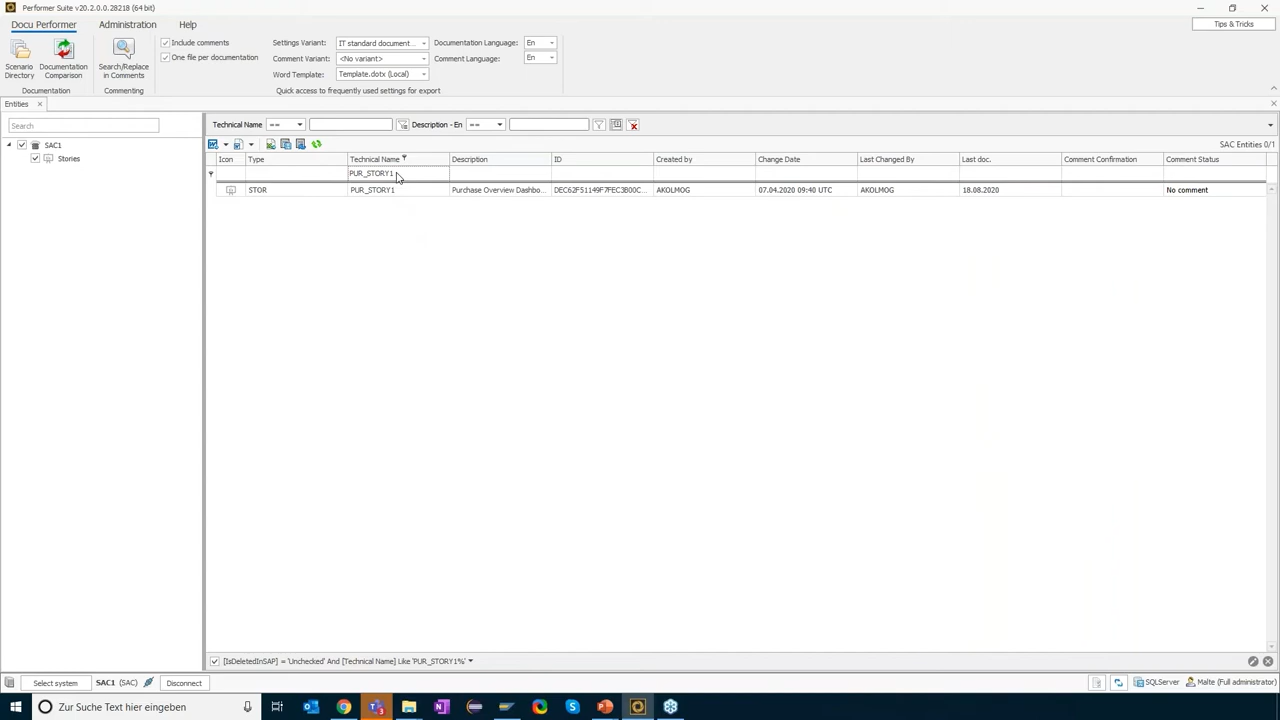 Performer Suite v20.2.0.0.28218 (64 bit)
Docu Performer Administration Help
Tips & Tricks
Scenario Directory
Documentation Comparison
Search/Replace in Comments
Include comments
One file per documentation
Settings Variant: IT standard document...
Comment Variant: <No variant>
Word Template: Template.dotx (Local)
Documentation Language: En
Comment Language: En
Documentation Commenting Quick access to frequently used settings for export
Entities
Search
SAC1
Stories
Technical Name == Description - En ==
SAC Entities 0/1
Icon Type Technical Name Description ID Created by Change Date Last Changed By Last doc. Comment Confirmation Comment Status
PUR_STORY1
STOR PUR_STORY1 Purchase Overview Dashbo... DEC62F51149F7FEC3B00C... AKOLMOG 07.04.2020 09:40 UTC AKOLMOG 18.08.2020 No comment
[IsDeletedInSAP] = 'Unchecked' And [Technical Name] Like 'PUR_STORY1%'
Select system SAC1 (SAC) Disconnect SQLServer Malte (Full administrator)
Zur Suche Text hier eingeben